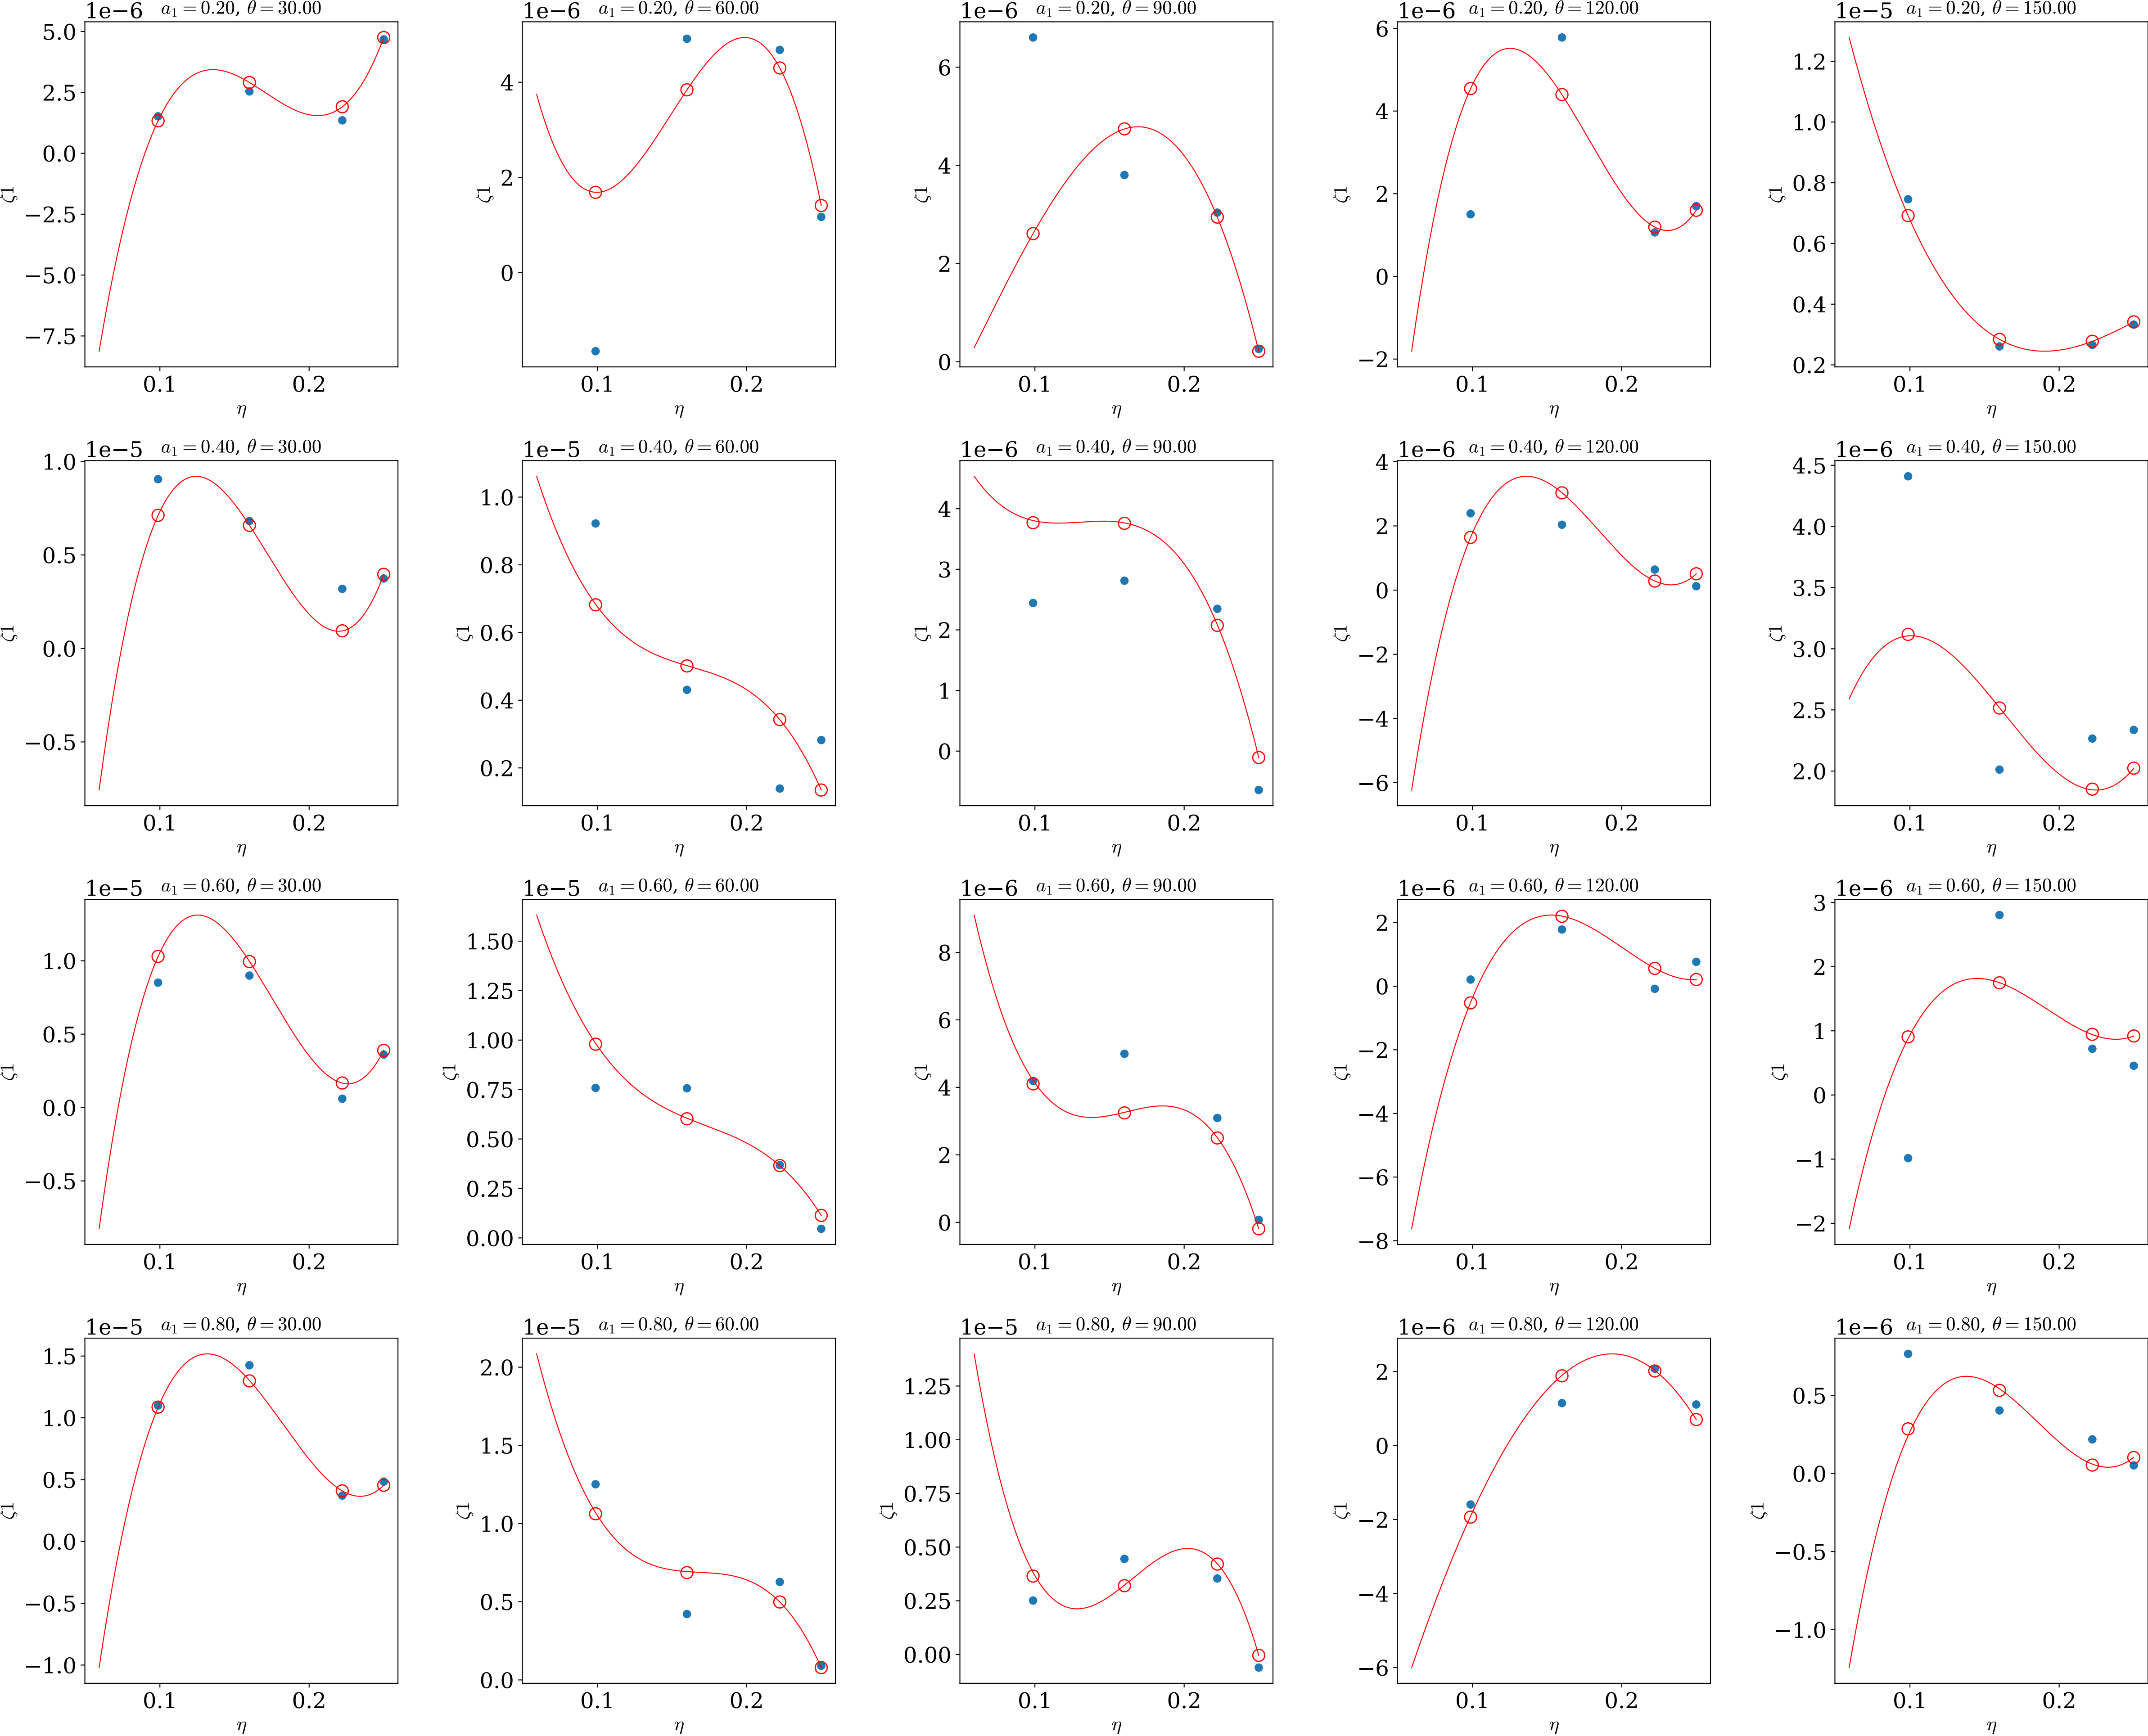 1e−6 a₁ = 0.20, θ = 30.00
5.0
2.5
0.0
−2.5
−5.0
−7.5
ζ1
0.1 0.2
η
1e−6 a₁ = 0.20, θ = 60.00
4
2
0
ζ1
0.1 0.2
η
1e−6 a₁ = 0.20, θ = 90.00
6
4
2
0
ζ1
0.1 0.2
η
1e−6 a₁ = 0.20, θ = 120.00
6
4
2
0
−2
ζ1
0.1 0.2
η
1e−5 a₁ = 0.20, θ = 150.00
1.2
1.0
0.8
0.6
0.4
0.2
ζ1
0.1 0.2
η
1e−5 a₁ = 0.40, θ = 30.00
1.0
0.5
0.0
−0.5
ζ1
0.1 0.2
η
1e−5 a₁ = 0.40, θ = 60.00
1.0
0.8
0.6
0.4
0.2
ζ1
0.1 0.2
η
1e−6 a₁ = 0.40, θ = 90.00
4
3
2
1
0
ζ1
0.1 0.2
η
1e−6 a₁ = 0.40, θ = 120.00
4
2
0
−2
−4
−6
ζ1
0.1 0.2
η
1e−6 a₁ = 0.40, θ = 150.00
4.5
4.0
3.5
3.0
2.5
2.0
ζ1
0.1 0.2
η
1e−5 a₁ = 0.60, θ = 30.00
1.0
0.5
0.0
−0.5
ζ1
0.1 0.2
η
1e−5 a₁ = 0.60, θ = 60.00
1.50
1.25
1.00
0.75
0.50
0.25
0.00
ζ1
0.1 0.2
η
1e−6 a₁ = 0.60, θ = 90.00
8
6
4
2
0
ζ1
0.1 0.2
η
1e−6 a₁ = 0.60, θ = 120.00
2
0
−2
−4
−6
−8
ζ1
0.1 0.2
η
1e−6 a₁ = 0.60, θ = 150.00
3
2
1
0
−1
−2
ζ1
0.1 0.2
η
1e−5 a₁ = 0.80, θ = 30.00
1.5
1.0
0.5
0.0
−0.5
−1.0
ζ1
0.1 0.2
η
1e−5 a₁ = 0.80, θ = 60.00
2.0
1.5
1.0
0.5
0.0
ζ1
0.1 0.2
η
1e−5 a₁ = 0.80, θ = 90.00
1.25
1.00
0.75
0.50
0.25
0.00
ζ1
0.1 0.2
η
1e−6 a₁ = 0.80, θ = 120.00
2
0
−2
−4
−6
ζ1
0.1 0.2
η
1e−6 a₁ = 0.80, θ = 150.00
0.5
0.0
−0.5
−1.0
ζ1
0.1 0.2
η